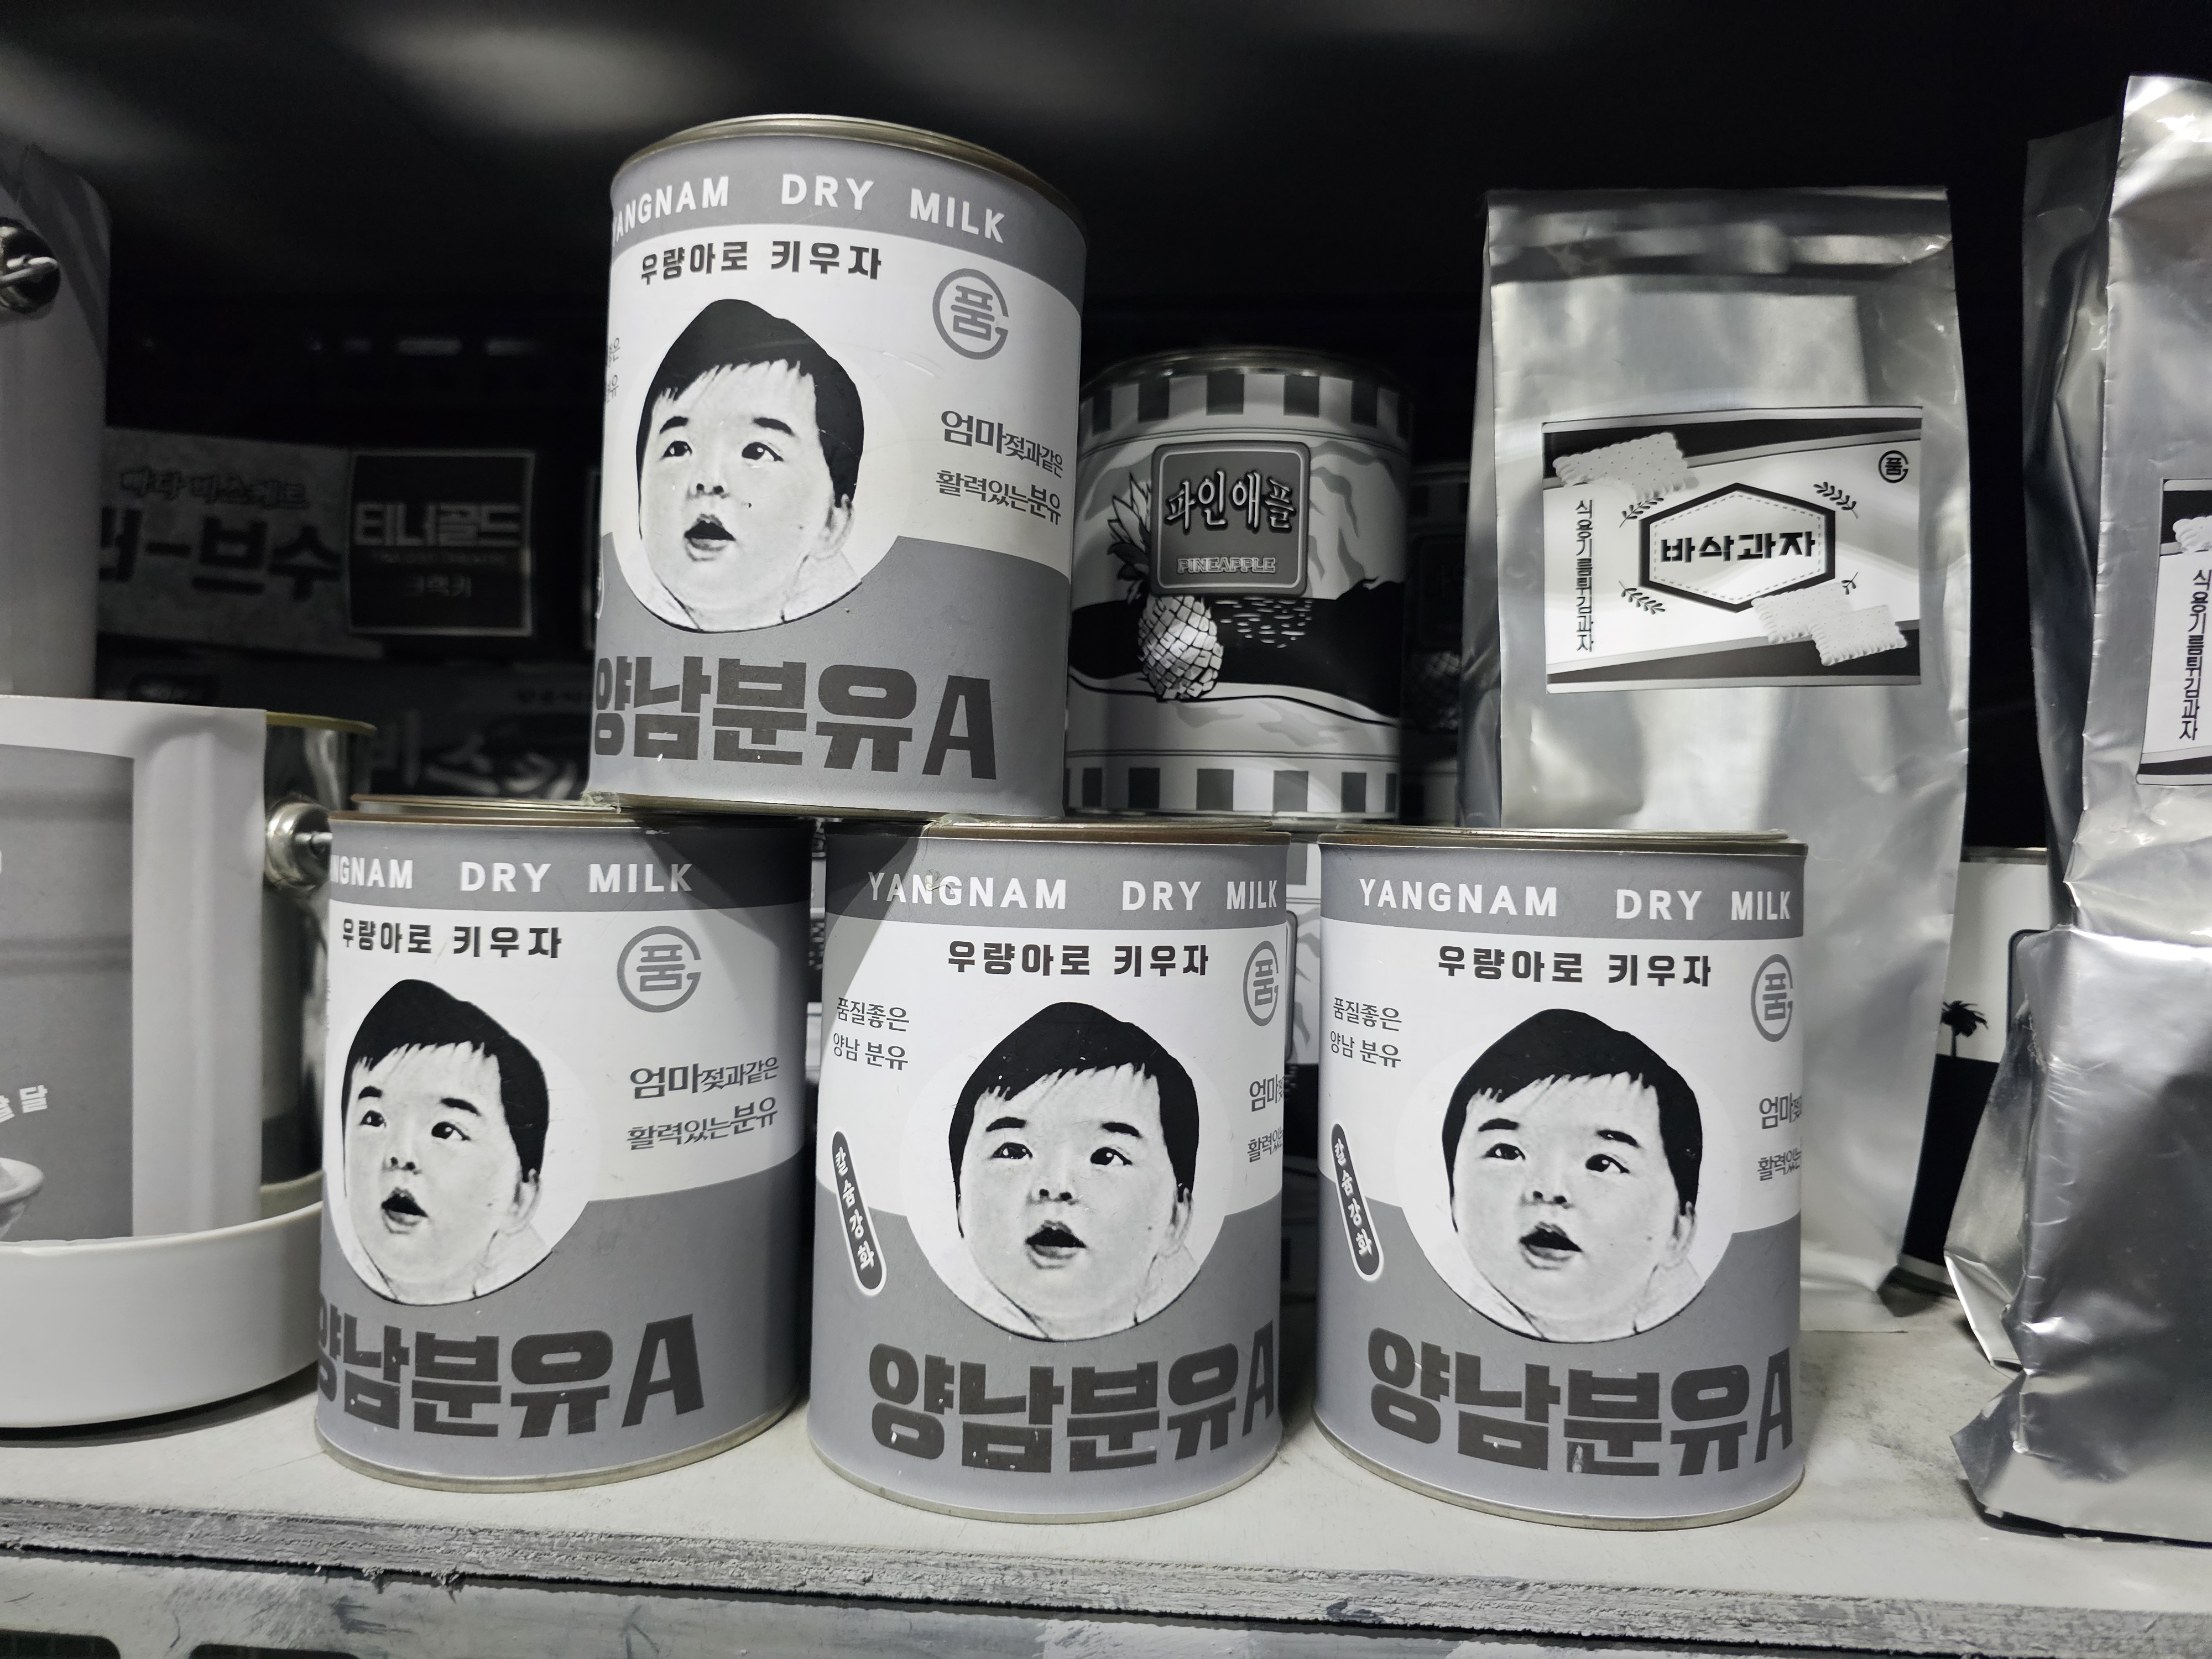 YANGNAM DRY MILK
우량아로 키우자
품
엄마젖과같은
활력있는분유
양남분유A
파인애플
PINEAPPLE
바삭과자
식용기름튀김과자
품
식용기름튀김과자
티나골드
크랙키
DRY MILK
우량아로 키우자
품
엄마젖과같은
활력있는분유
양남분유A
YANGNAM DRY MILK
우량아로 키우자
품
품질좋은
양남 분유
칼슘강화
양남분유A
YANGNAM DRY MILK
우량아로 키우자
품
품질좋은
양남 분유
칼슘강화
양남분유A